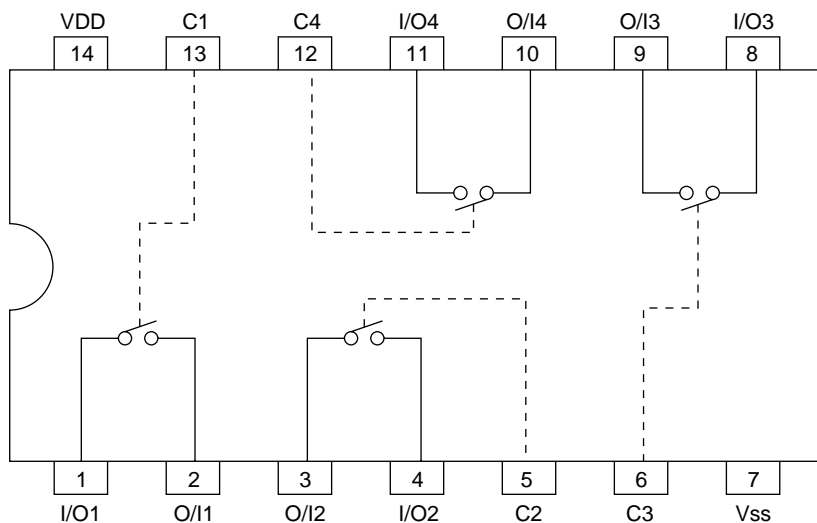 VDD C1 C4 I/O4 O/I4 O/I3 I/O3
14 13 12 11 10 9 8
1 2 3 4 5 6 7
I/O1 O/I1 O/I2 I/O2 C2 C3 Vss